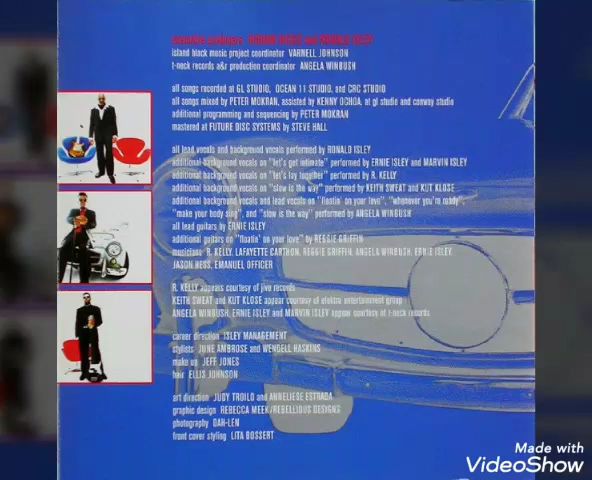 executive producers HIRIAM HICKS and RONALD ISLEY
island black music project coordinator VARNELL JOHNSON
t-neck records a&r production coordinator ANGELA WINBUSH
all songs recorded at GL STUDIO, OCEAN 11 STUDIO, and CRC STUDIO
all songs mixed by PETER MOKRAN, assisted by KENNY OCHOA, at gl studio and conway studio
additional programming and sequencing by PETER MOKRAN
mastered at FUTURE DISC SYSTEMS by STEVE HALL
all lead vocals and background vocals performed by RONALD ISLEY
additional background vocals on "let's get intimate" performed by ERNIE ISLEY and MARVIN ISLEY
additional background vocals on "let's lay together" performed by R. KELLY
additional background vocals on "slow is the way" performed by KEITH SWEAT and KUT KLOSE
additional background vocals and lead vocals on "floatin' on your love", "whenever you're ready",
"make your body sing", and "slow is the way" performed by ANGELA WINBUSH
all lead guitars by ERNIE ISLEY
additional guitars on "floatin' on your love" by REGGIE GRIFFIN
musicians R. KELLY, LAFAYETTE CARTHON, REGGIE GRIFFIN, ANGELA WINBUSH, ERNIE ISLEY,
JASON HESS, EMANUEL OFFICER
R. KELLY appears courtesy of jive records
KEITH SWEAT and KUT KLOSE appear courtesy of elektra entertainment group
ANGELA WINBUSH, ERNIE ISLEY and MARVIN ISLEY appear courtesy of t-neck records
career direction ISLEY MANAGEMENT
stylists JUNE AMBROSE and WENDELL HASKINS
make up JEFF JONES
hair ELLIS JOHNSON
art direction JUDY TROILO and ANNELIESE ESTRADA
graphic design REBECCA MEEK/REBELLIOUS DESIGNS
photography DAH-LEN
front cover styling LITA BOSSERT
Made with
VideoShow